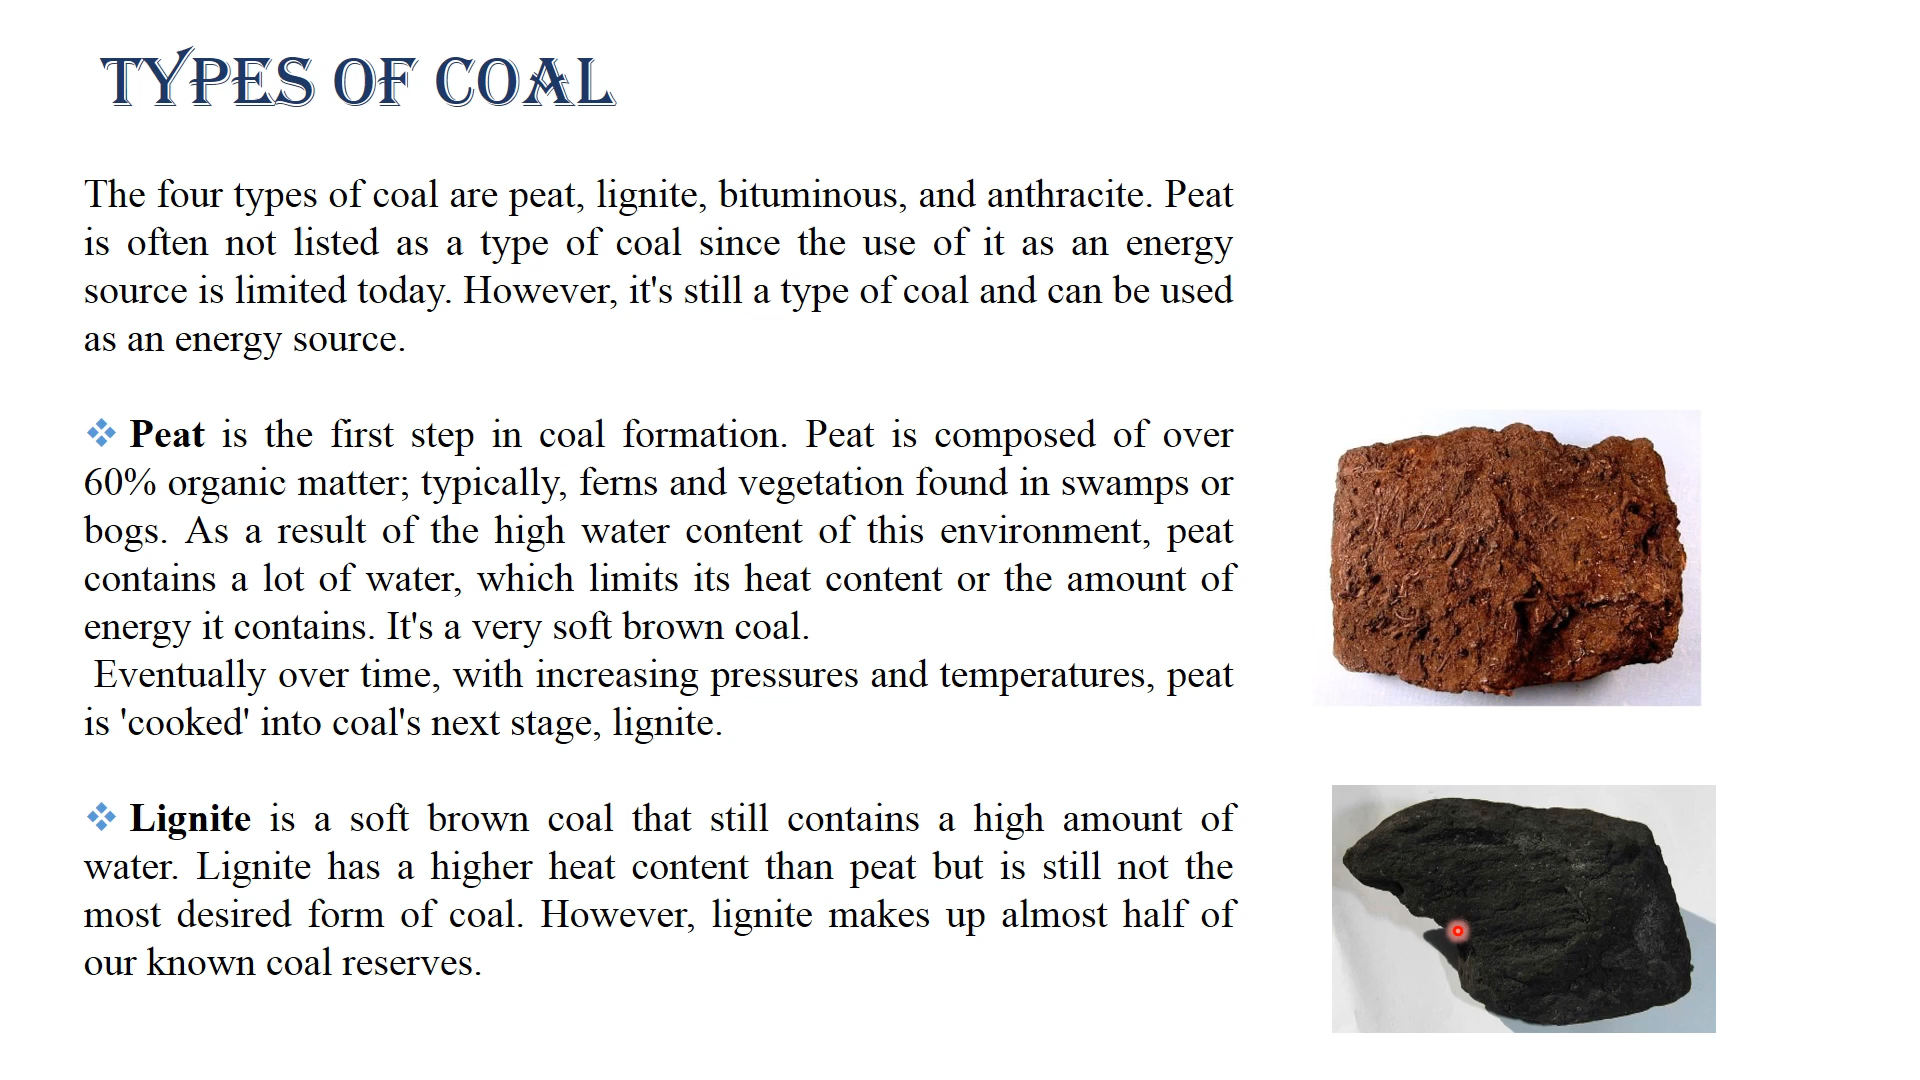 TYPES OF COAL
The four types of coal are peat, lignite, bituminous, and anthracite. Peat
is often not listed as a type of coal since the use of it as an energy
source is limited today. However, it's still a type of coal and can be used
as an energy source.
❖ Peat is the first step in coal formation. Peat is composed of over
60% organic matter; typically, ferns and vegetation found in swamps or
bogs. As a result of the high water content of this environment, peat
contains a lot of water, which limits its heat content or the amount of
energy it contains. It's a very soft brown coal.
Eventually over time, with increasing pressures and temperatures, peat
is 'cooked' into coal's next stage, lignite.
❖ Lignite is a soft brown coal that still contains a high amount of
water. Lignite has a higher heat content than peat but is still not the
most desired form of coal. However, lignite makes up almost half of
our known coal reserves.